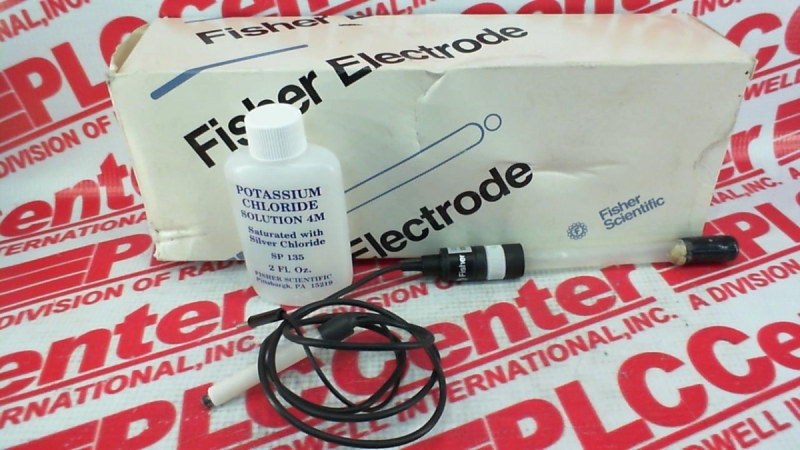 Fisher Electrode
Fisher Electrode
Electrode
Fisher
Scientific
POTASSIUM
CHLORIDE
SOLUTION 4M
Saturated with
Silver Chloride
SP 135
2 Fl. Oz.
FISHER SCIENTIFIC
Pittsburgh, PA 15219
Fisher
PLCCenter
A DIVISION OF RADWELL INTERNATIONAL, INC.